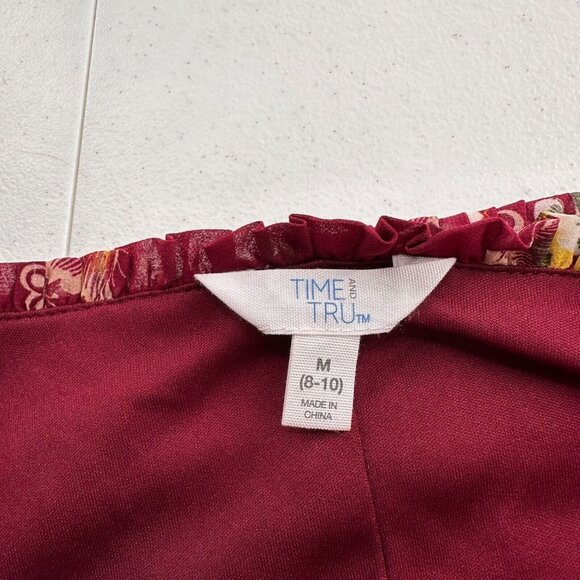 TIME AND
TRU™
M
(8-10)
MADE IN
CHINA